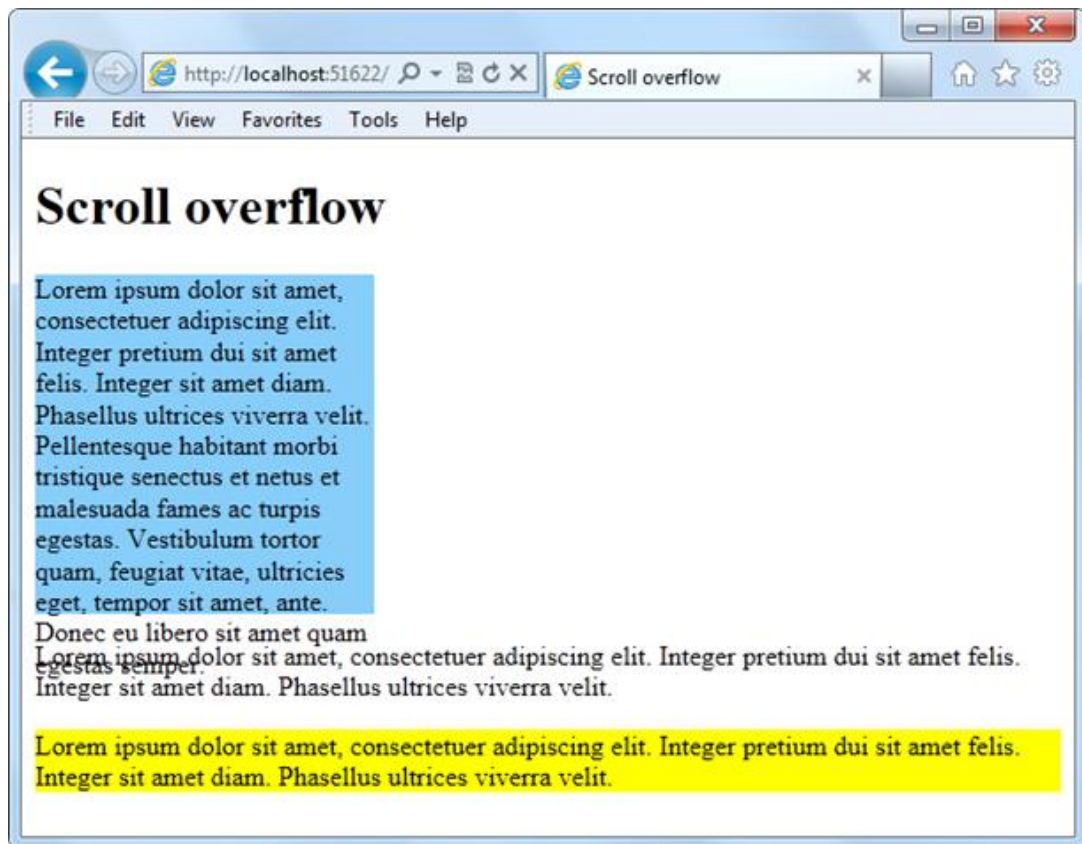 http://localhost:51622/
Scroll overflow
File Edit View Favorites Tools Help
Scroll overflow
Lorem ipsum dolor sit amet,
consectetuer adipiscing elit.
Integer pretium dui sit amet
felis. Integer sit amet diam.
Phasellus ultrices viverra velit.
Pellentesque habitant morbi
tristique senectus et netus et
malesuada fames ac turpis
egestas. Vestibulum tortor
quam, feugiat vitae, ultricies
eget, tempor sit amet, ante.
Donec eu libero sit amet quam
egestas semper.
Lorem ipsum dolor sit amet, consectetuer adipiscing elit. Integer pretium dui sit amet felis.
Integer sit amet diam. Phasellus ultrices viverra velit.
Lorem ipsum dolor sit amet, consectetuer adipiscing elit. Integer pretium dui sit amet felis.
Integer sit amet diam. Phasellus ultrices viverra velit.